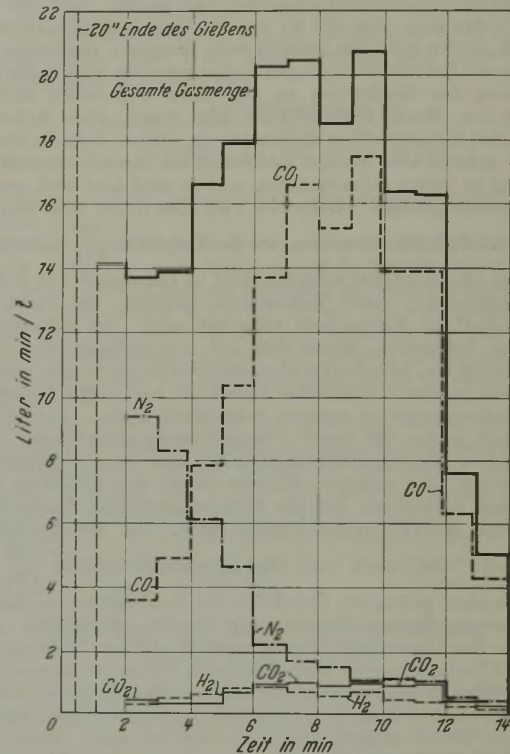 22
20" Ende des Gießens
20
Gesamte Gasmenge
18
CO
16
14
12
10
N₂
8
CO
6
4
CO
N₂
2
CO₂
H₂
CO₂
H₂
CO₂
0
2
4
6
8
10
12
14
Liter in min / t
Zeit in min